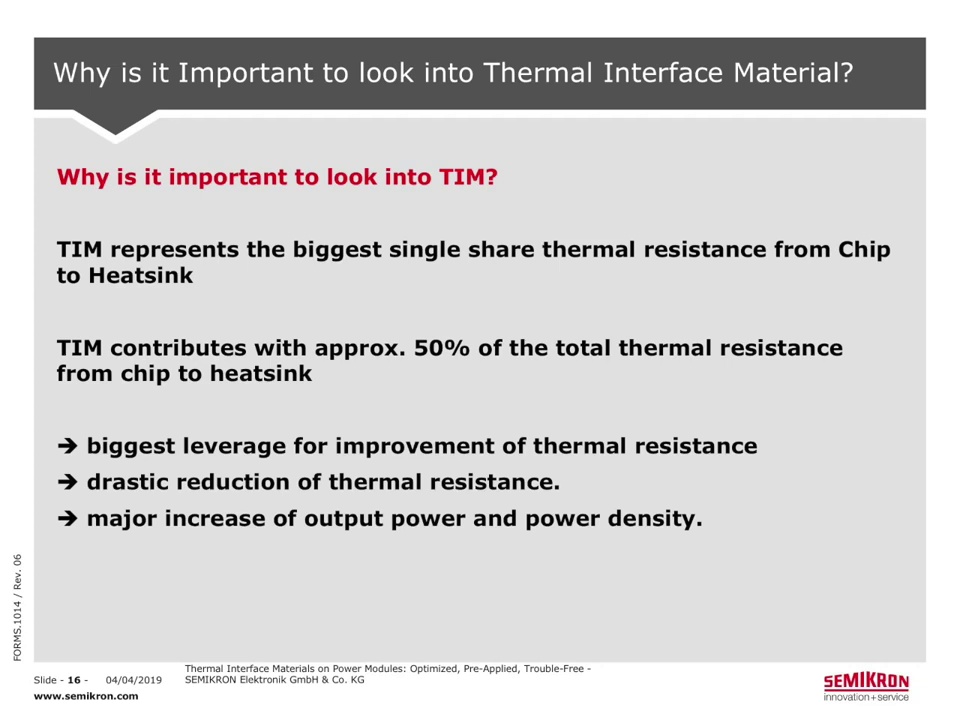 Why is it Important to look into Thermal Interface Material?
Why is it important to look into TIM?
TIM represents the biggest single share thermal resistance from Chip
to Heatsink
TIM contributes with approx. 50% of the total thermal resistance
from chip to heatsink
➔ biggest leverage for improvement of thermal resistance
➔ drastic reduction of thermal resistance.
➔ major increase of output power and power density.
FORMS.1014 / Rev. 06
Slide - 16 - 04/04/2019
Thermal Interface Materials on Power Modules: Optimized, Pre-Applied, Trouble-Free -
SEMIKRON Elektronik GmbH & Co. KG
www.semikron.com
SEMIKRON
innovation+service